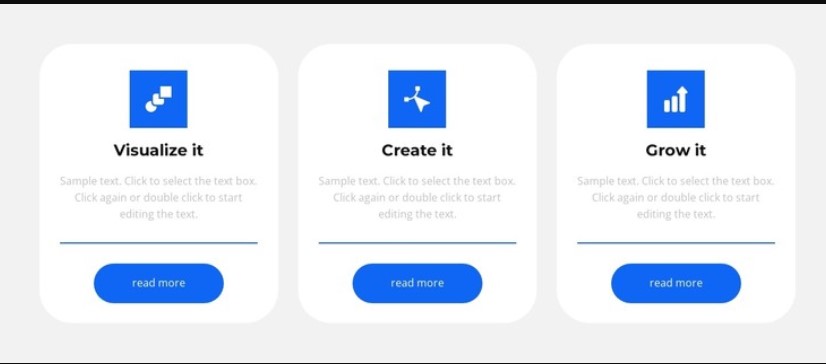 Visualize it
Sample text. Click to select the text box.
Click again or double click to start
editing the text.
read more
Create it
Sample text. Click to select the text box.
Click again or double click to start
editing the text.
read more
Grow it
Sample text. Click to select the text box.
Click again or double click to start
editing the text.
read more